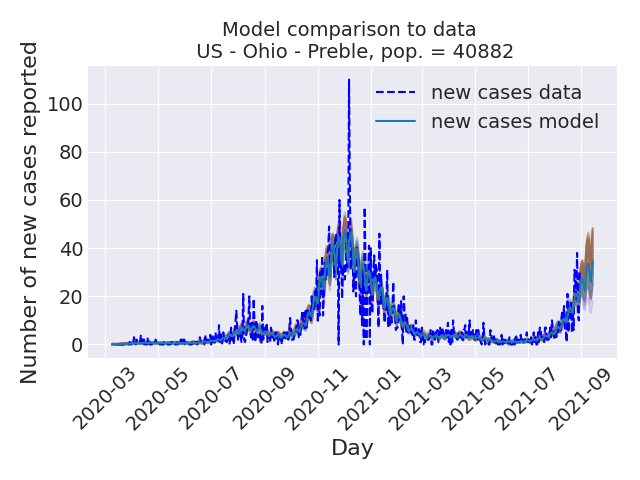 Model comparison to data
US - Ohio - Preble, pop. = 40882
Number of new cases reported
100
80
60
40
20
0
new cases data
new cases model
2020-03
2020-05
2020-07
2020-09
2020-11
2021-01
2021-03
2021-05
2021-07
2021-09
Day